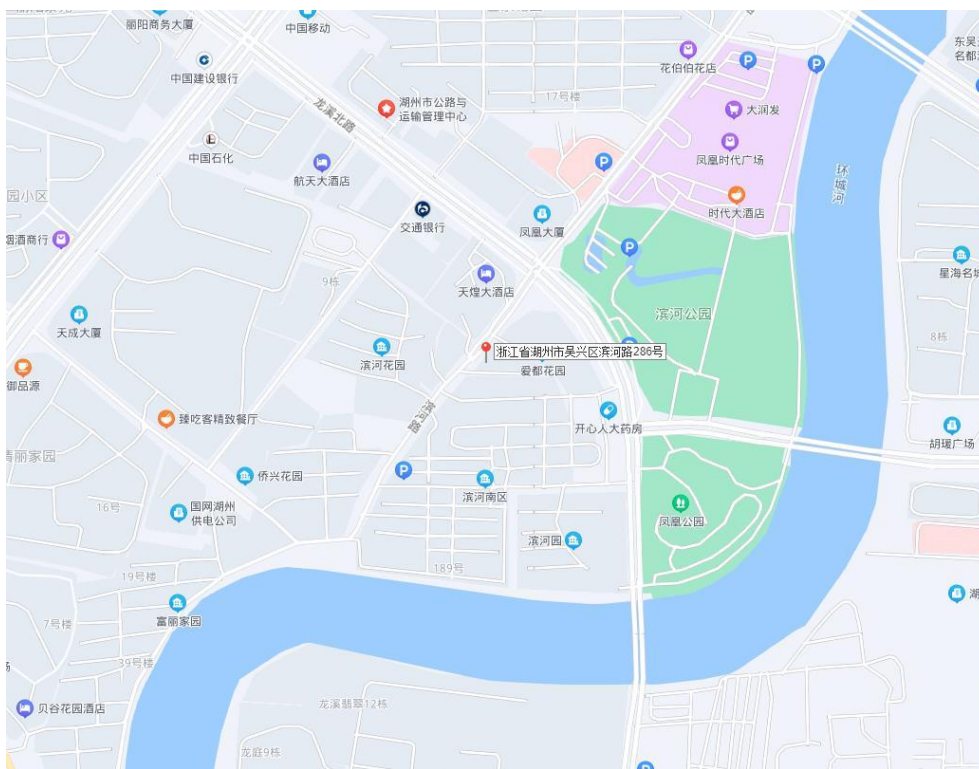 丽阳商务大厦
中国移动
花伯伯花店
中国建设银行
大润发
湖州市公路与
运输管理中心
17号楼
龙溪北路
中国石化
凤凰时代广场
航天大酒店
环城河
园小区
时代大酒店
交通银行
凤凰大厦
烟酒商行
星海名城
9栋
天煌大酒店
滨河公园
天成大厦
8栋
浙江省湖州市吴兴区滨河路286号
滨河花园
爱都花园
御品源
滨河路
臻吃客精致餐厅
开心人大药房
胡瑗广场
清丽家园
侨兴花园
滨河南区
16号
国网湖州
供电公司
凤凰公园
滨河园
189号
19号楼
富丽家园
湖
7号楼
39号楼
贝谷花园酒店
龙溪翡翠12栋
龙庭9栋